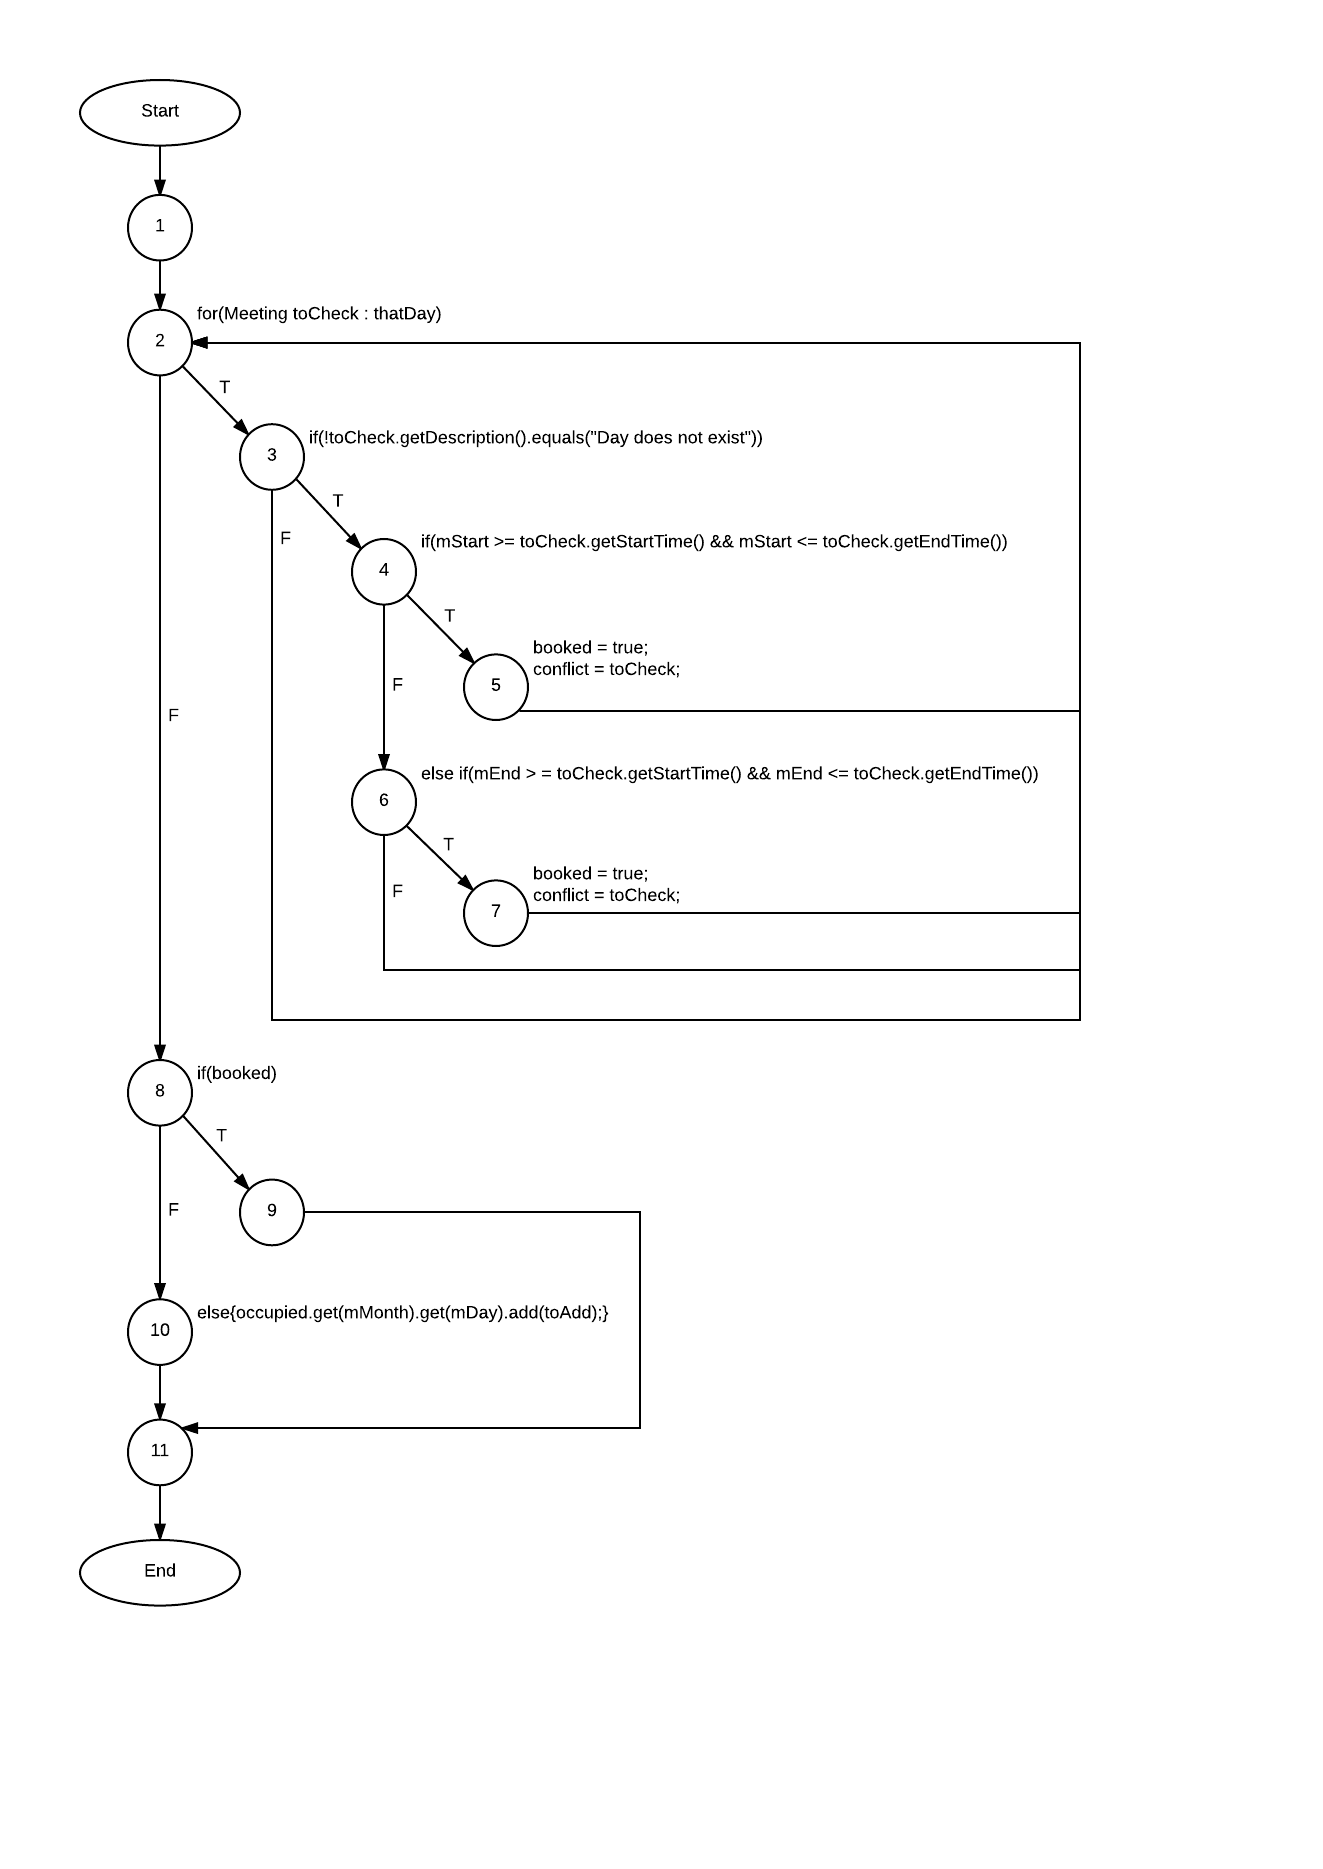 Start
1
for(Meeting toCheck : thatDay)
2
T
if(!toCheck.getDescription().equals("Day does not exist"))
3
T
F
if(mStart >= toCheck.getStartTime() && mStart <= toCheck.getEndTime())
4
T
booked = true;
conflict = toCheck;
5
F
F
else if(mEnd > = toCheck.getStartTime() && mEnd <= toCheck.getEndTime())
6
T
booked = true;
conflict = toCheck;
F
7
if(booked)
8
T
F
9
else{occupied.get(mMonth).get(mDay).add(toAdd);}
10
11
End